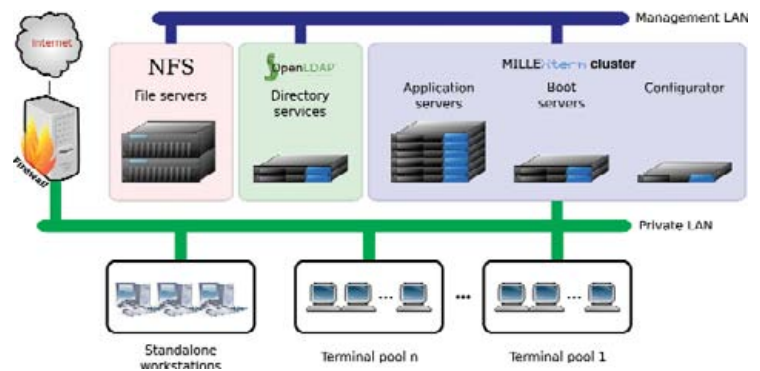 Management LAN
Internet
NFS
File servers
OpenLDAP
Directory
services
MILLEXterm cluster
Application
servers
Boot
servers
Configurator
Firewall
Private LAN
... ...
...
...
Standalone
workstations
Terminal pool n
Terminal pool 1